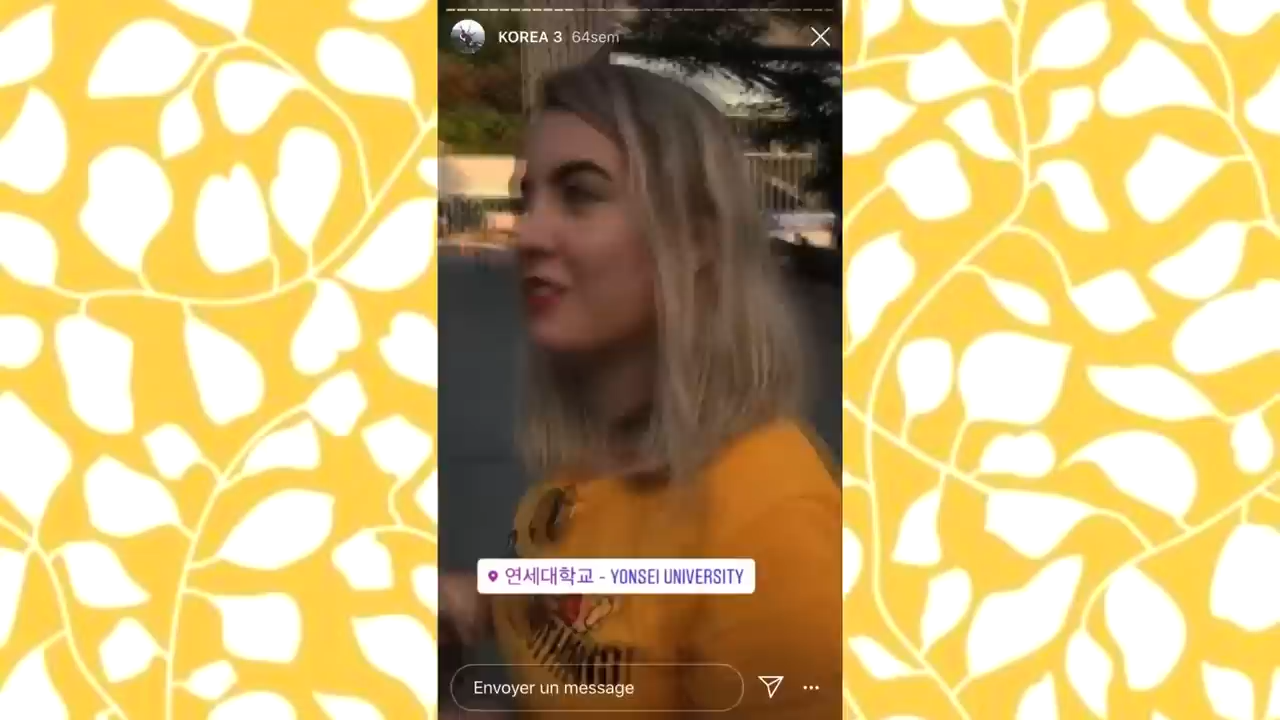 KOREA 3 64sem
연세대학교 - YONSEI UNIVERSITY
Envoyer un message